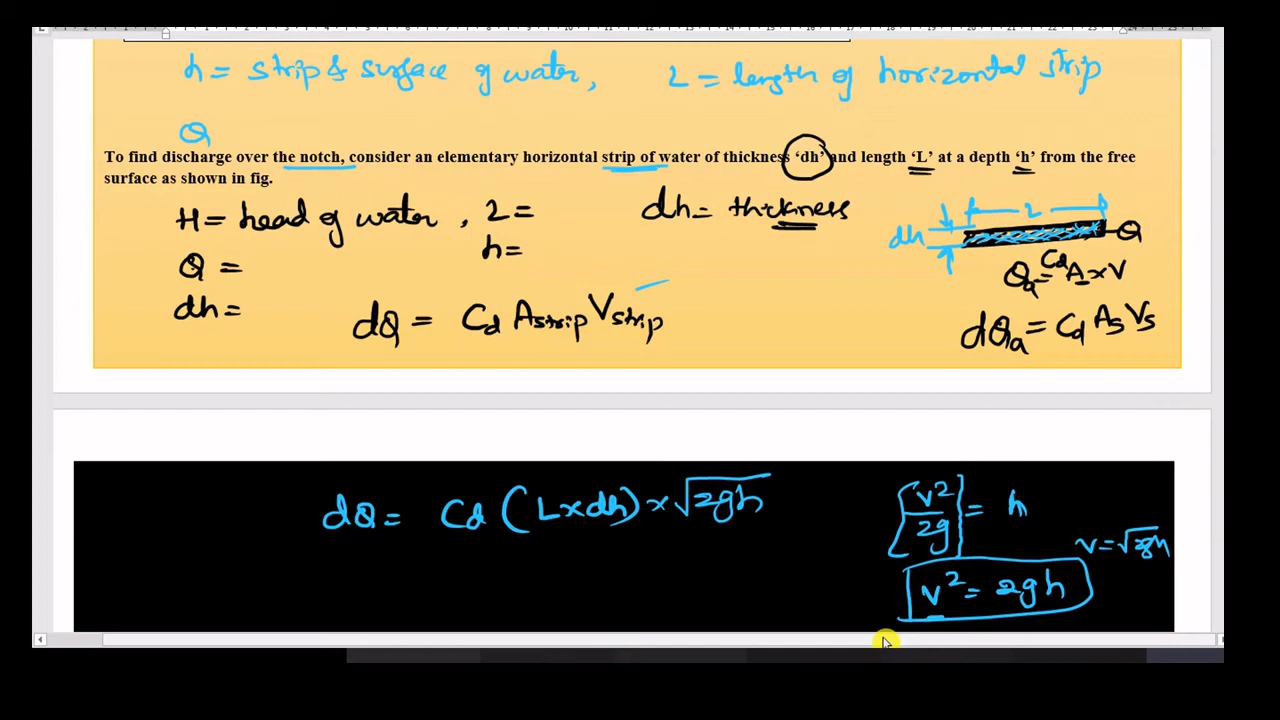 h = strip & surface of water, L = length of horizontal strip
Q
To find discharge over the notch, consider an elementary horizontal strip of water of thickness ‘dh’ and length ‘L’ at a depth ‘h’ from the free
surface as shown in fig.
H = head of water, L =
dh = thickness
h =
Q =
dh =
dQ = Cd Astrip Vstrip
L
dh
Q
Qa = Cd A × V
dQa = Cd As Vs
dQ = Cd (L × dh) × √2gh
[v²/2g] = h
v = √2gh
v² = 2gh